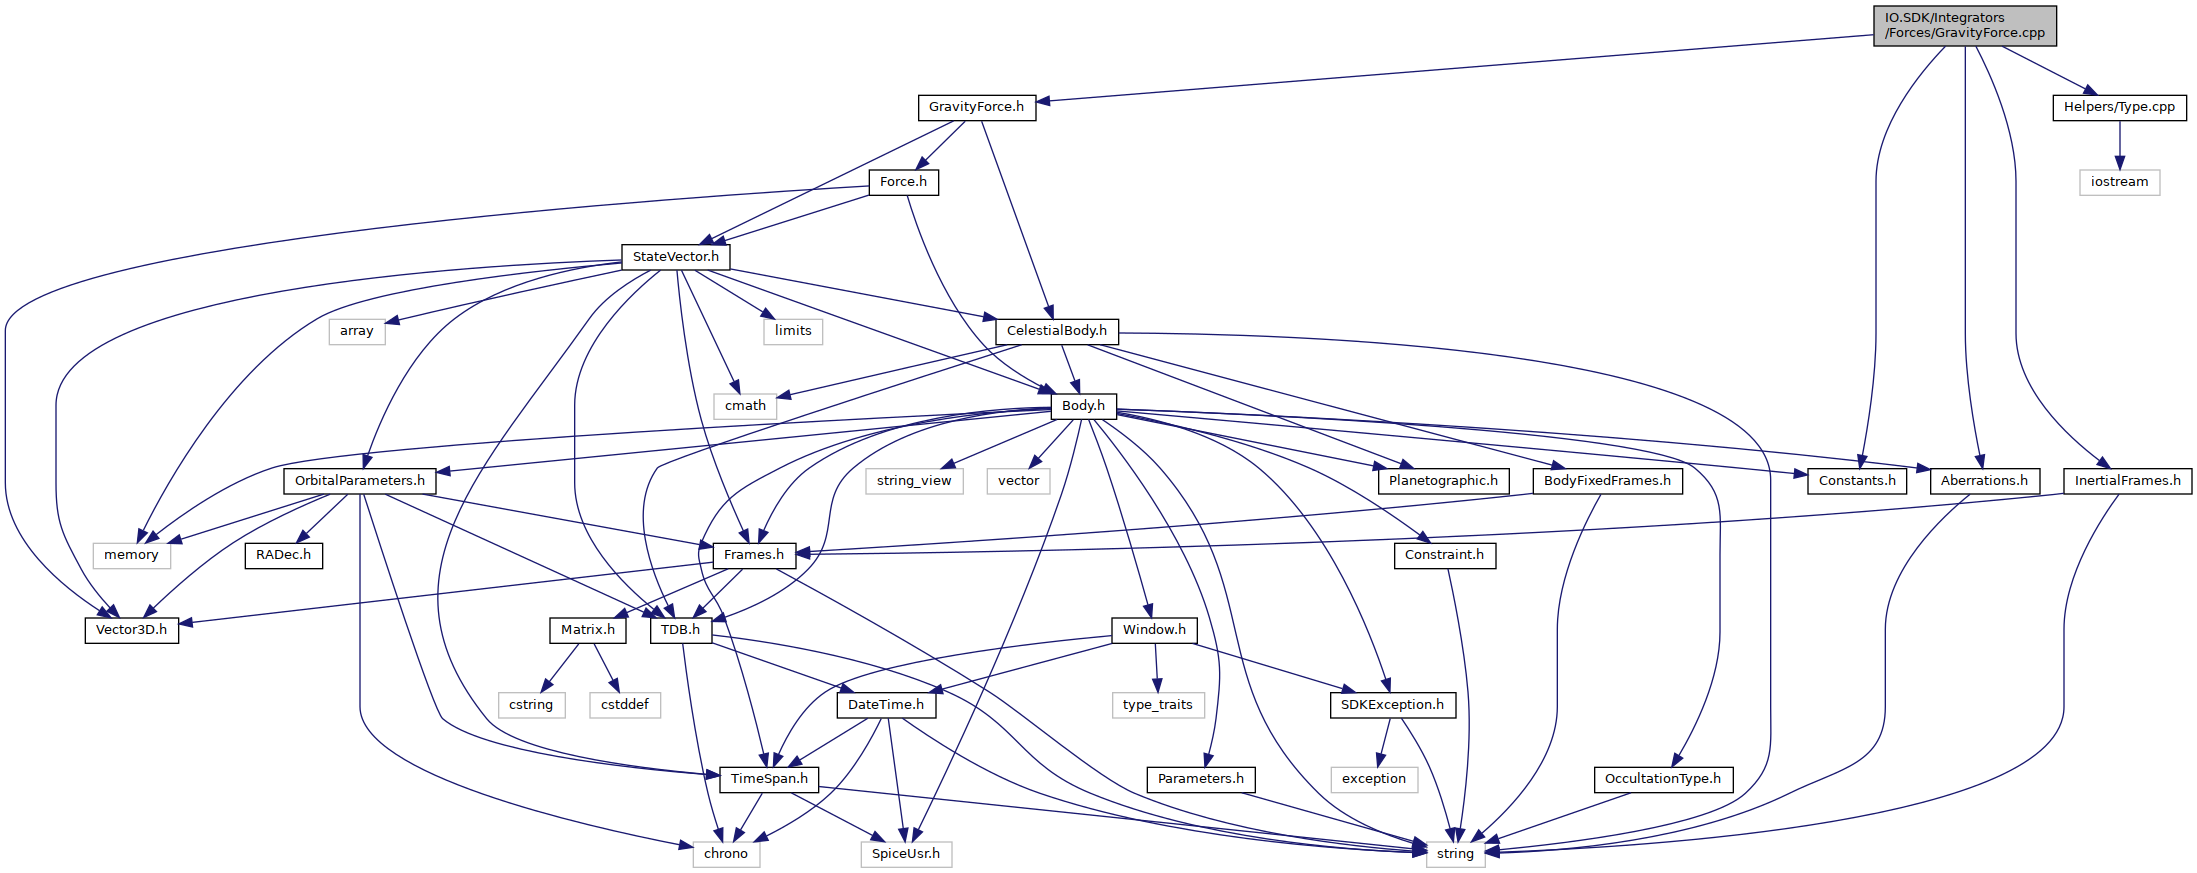 IO.SDK/Integrators
/Forces/GravityForce.cpp
GravityForce.h
Helpers/Type.cpp
Force.h
iostream
StateVector.h
array
limits
CelestialBody.h
cmath
Body.h
OrbitalParameters.h
string_view
vector
Planetographic.h
BodyFixedFrames.h
Constants.h
Aberrations.h
InertialFrames.h
memory
RADec.h
Frames.h
Constraint.h
Vector3D.h
Matrix.h
TDB.h
Window.h
cstring
cstddef
DateTime.h
type_traits
SDKException.h
TimeSpan.h
Parameters.h
exception
OccultationType.h
chrono
SpiceUsr.h
string